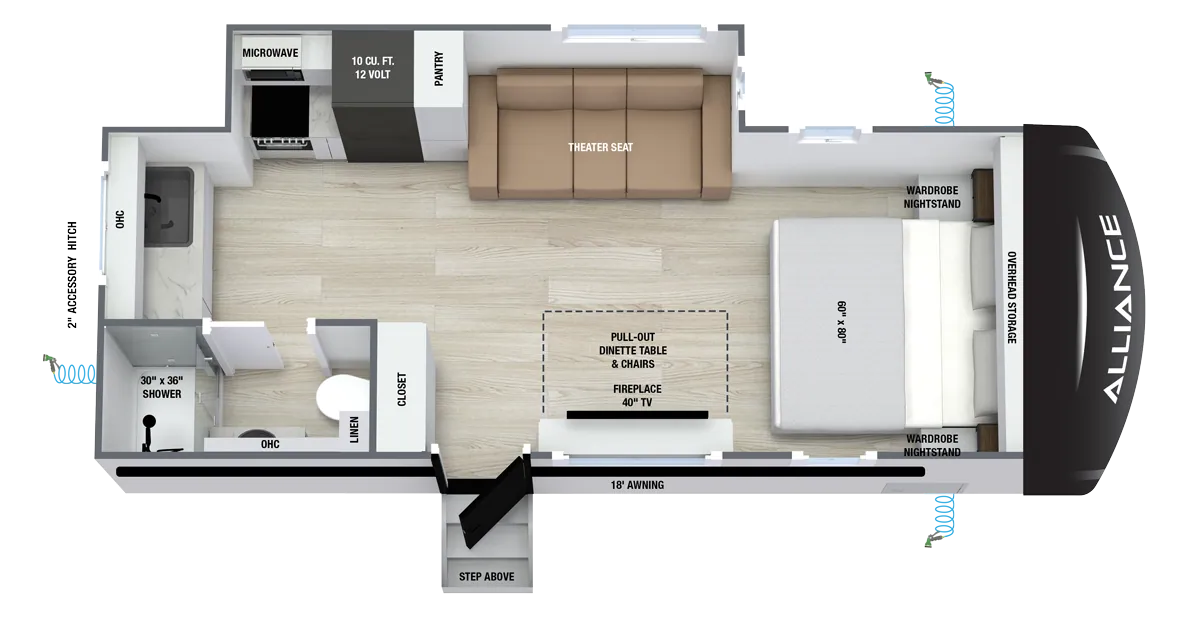 MICROWAVE
10 CU. FT.
12 VOLT
PANTRY
THEATER SEAT
WARDROBE
NIGHTSTAND
OHC
2" ACCESSORY HITCH
OVERHEAD STORAGE
ALLIANCE
60" x 80"
PULL-OUT
DINETTE TABLE
& CHAIRS
FIREPLACE
40" TV
30" x 36"
SHOWER
CLOSET
LINEN
OHC
WARDROBE
NIGHTSTAND
18' AWNING
STEP ABOVE